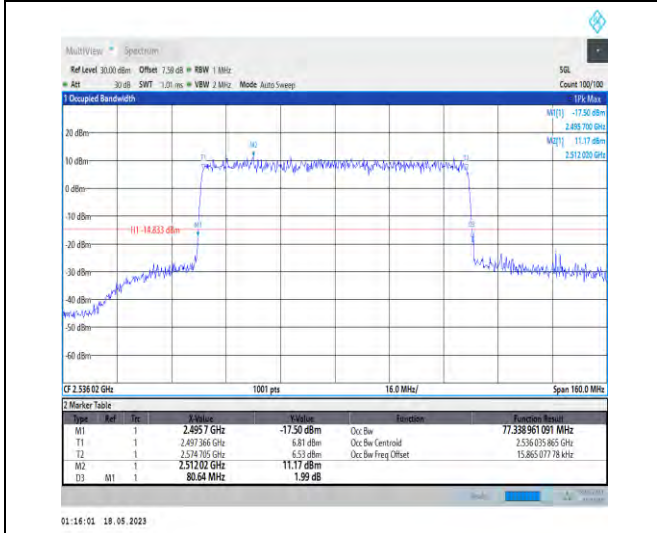 MultiView Spectrum
Ref Level 30.00 dBm Offset 7.59 dB RBW 1 MHz SGL
Att 30 dB SWT 1.01 ms VBW 2 MHz Mode Auto Sweep Count 100/100
1 Occupied Bandwidth 1Pk Max
M1[1] -17.50 dBm
2.495 700 GHz
M2[1] 11.17 dBm
2.512 020 GHz
20 dBm
M2
T1
10 dBm
0 dBm
-10 dBm
H1 -14.833 dBm
M1
-20 dBm
-30 dBm
-40 dBm
-50 dBm
-60 dBm
CF 2.536 02 GHz 1001 pts 16.0 MHz/ Span 160.0 MHz
2 Marker Table
Type Ref Trc X-Value Y-Value Function Function Result
M1 1 2.4957 GHz -17.50 dBm Occ Bw 77.338 961 091 MHz
T1 1 2.497 366 GHz 6.81 dBm Occ Bw Centroid 2.536 035 865 GHz
T2 1 2.574 705 GHz 6.53 dBm Occ Bw Freq Offset 15.865 077 78 kHz
M2 1 2.512 02 GHz 11.17 dBm
D3 M1 1 80.64 MHz 1.99 dB
01:16:01 18.05.2023